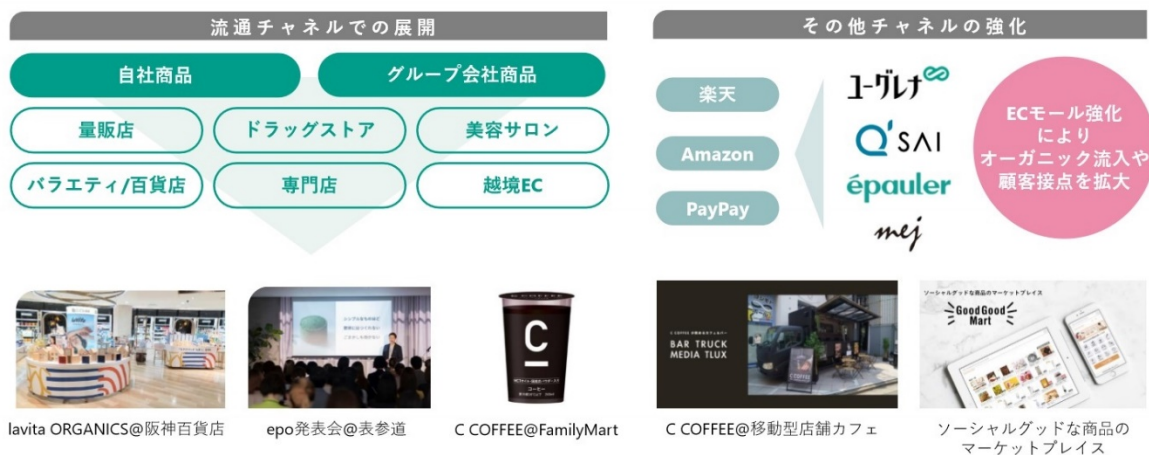 流通チャネルでの展開
自社商品
グループ会社商品
量販店
ドラッグストア
美容サロン
バラエティ/百貨店
専門店
越境EC
lavita ORGANICS@阪神百貨店
epo発表会@表参道
C
コーヒー
C COFFEE@FamilyMart
その他チャネルの強化
楽天
Amazon
PayPay
ユーグレナ
Q'SAI
épauler
mej
ECモール強化
により
オーガニック流入や
顧客接点を拡大
BAR TRUCK
MEDIA TLUX
C COFFEE@移動型店舗カフェ
ソーシャルグッドな商品のマーケットプレイス
GoodGood
Mart
ソーシャルグッドな商品の
マーケットプレイス